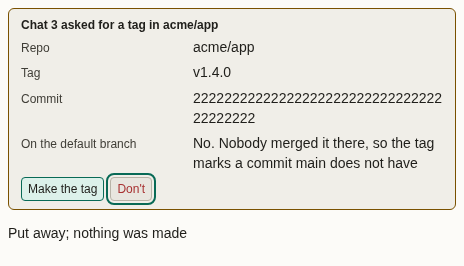 Chat 3 asked for a tag in acme/app
Repo acme/app
Tag v1.4.0
Commit 22222222222222222222222222222222
22222222
On the default branch No. Nobody merged it there, so the tag
marks a commit main does not have
Make the tag Don't
Put away; nothing was made